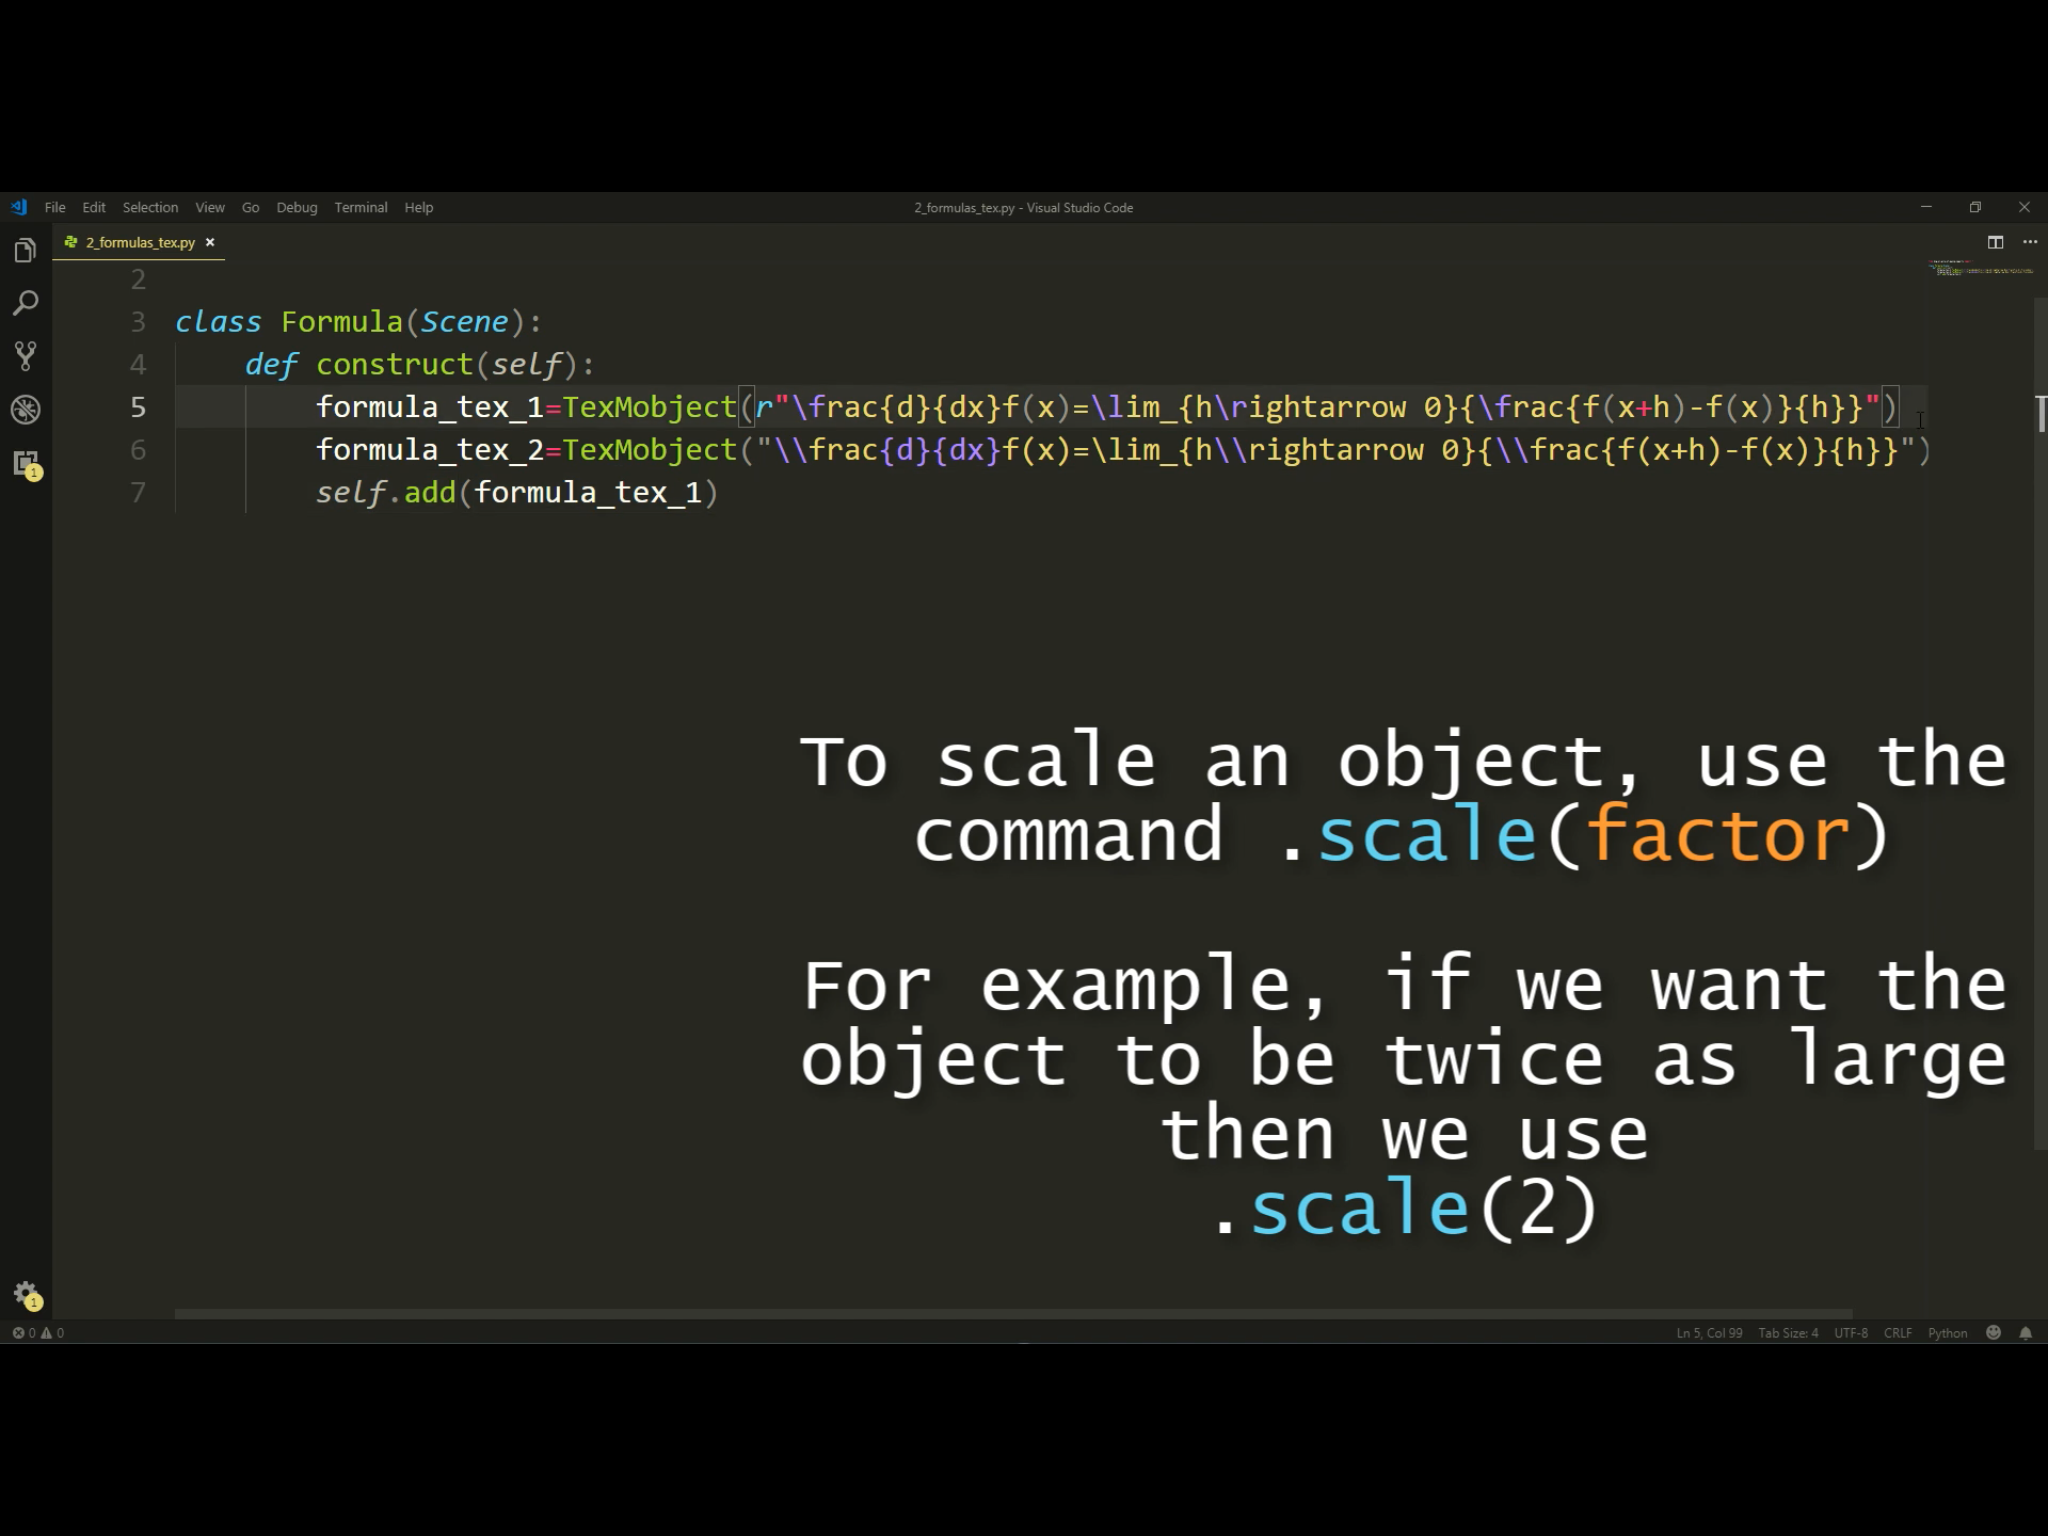 File Edit Selection View Go Debug Terminal Help
2_formulas_tex.py - Visual Studio Code
2_formulas_tex.py ×
2
3 class Formula(Scene):
4 def construct(self):
5 formula_tex_1=TexMobject(r"\frac{d}{dx}f(x)=\lim_{h\rightarrow 0}{\frac{f(x+h)-f(x)}{h}}")
6 formula_tex_2=TexMobject("\\frac{d}{dx}f(x)=\lim_{h\\rightarrow 0}{\\frac{f(x+h)-f(x)}{h}}")
7 self.add(formula_tex_1)
1
To scale an object, use the
command .scale(factor)
For example, if we want the
object to be twice as large
then we use
.scale(2)
1
0 0
Ln 5, Col 99 Tab Size: 4 UTF-8 CRLF Python